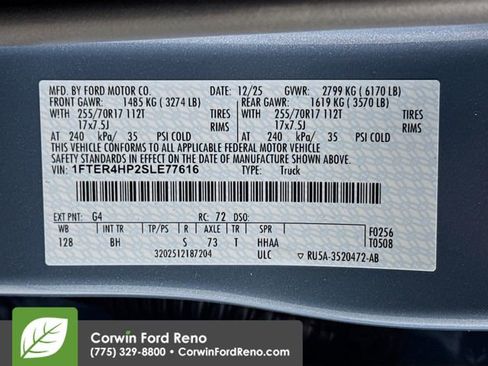 MFD. BY FORD MOTOR CO. 12/25 GVWR: 2799 KG ( 6170 LB)
FRONT GAWR: 1485 KG ( 3274 LB) REAR GAWR: 1619 KG ( 3570 LB)
WITH 255/70R17 112T TIRES WITH 255/70R17 112T TIRES
17x7.5J RIMS 17x7.5J RIMS
AT 240 kPa/ 35 PSI COLD AT 240 kPa/ 35 PSI COLD
THIS VEHICLE CONFORMS TO ALL APPLICABLE FEDERAL MOTOR VEHICLE
SAFETY AND THEFT PREVENTION STANDARDS IN EFFECT ON THE DATE OF MANUFACTURE SHOWN ABOVE.
VIN: 1FTER4HP2SLE77616 TYPE: Truck
EXT PNT: G4 RC: 72 DSO:
WB INT TR R AXLE TR SPR F0256
128 BH S 73 T HHAA T0508
3202512187204 ULC ▽ RU5A-3520472-AB
Corwin Ford Reno
(775) 329-8800 • CorwinFordReno.com